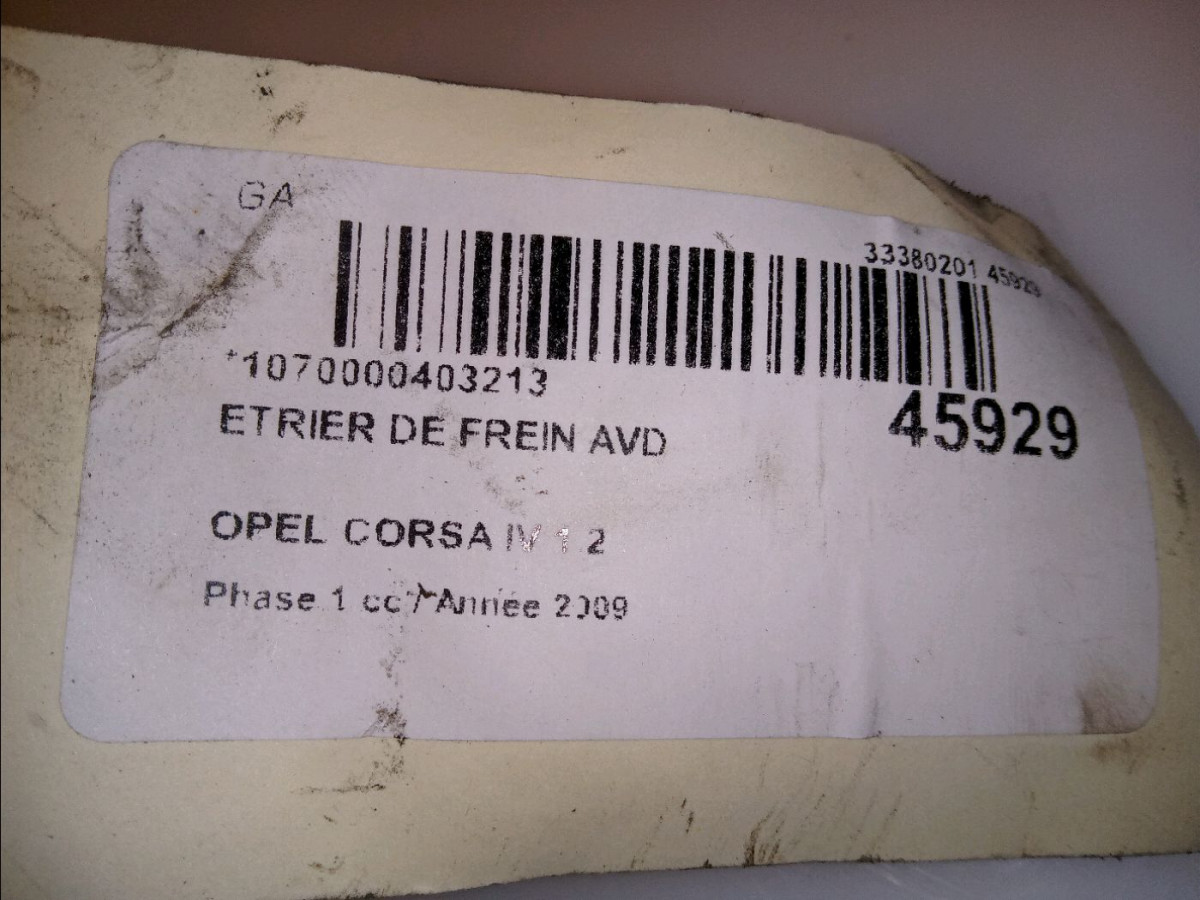 GA
33380201 45929
*1070000403213
45929
ETRIER DE FREIN AVD
OPEL CORSA IV 1 2
Phase 1 cc / Année 2009